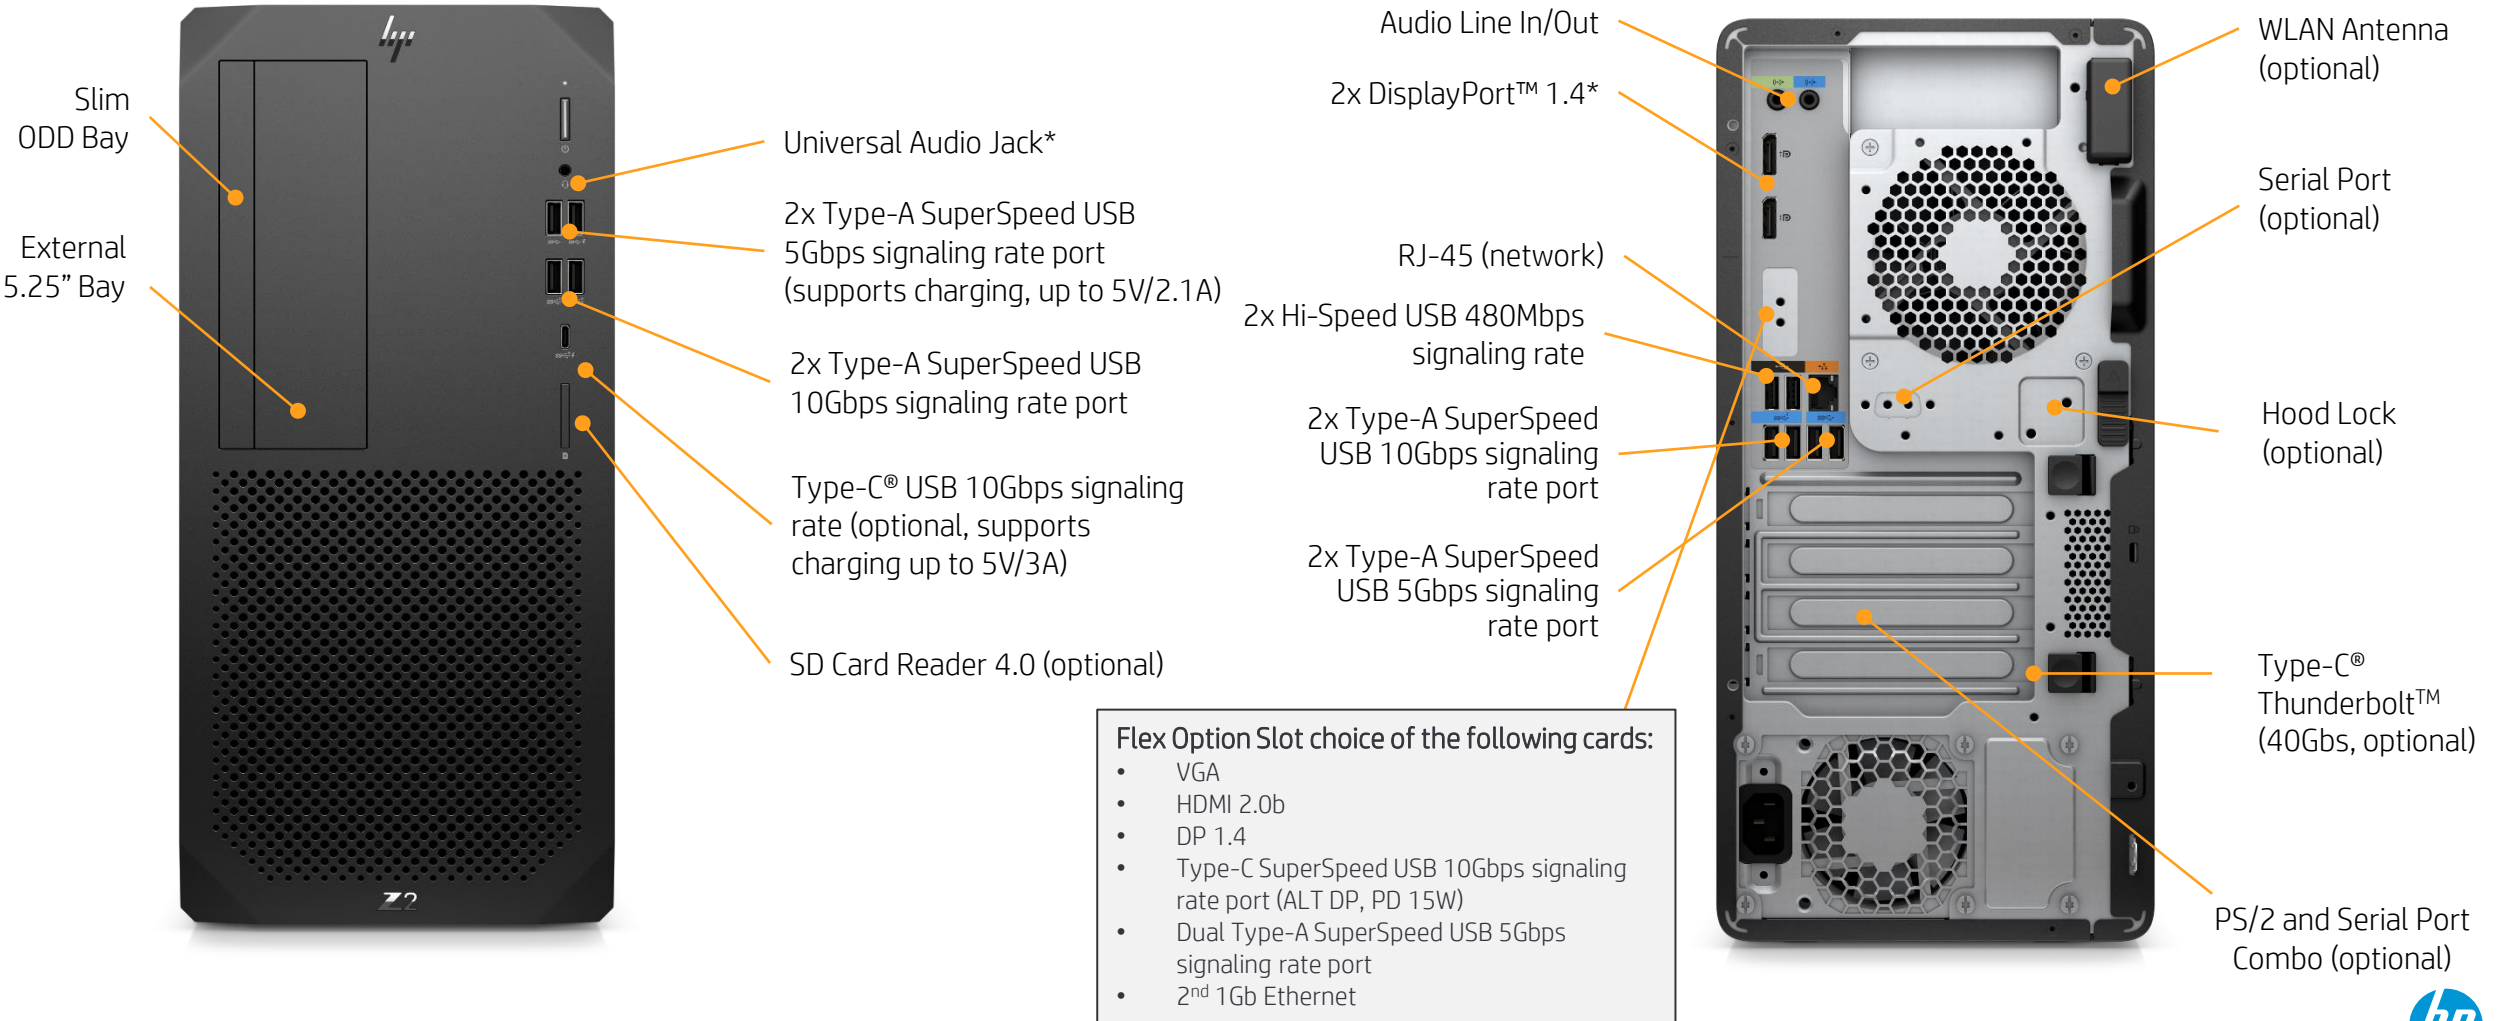 hp
Slim
ODD Bay
External
5.25” Bay
Z2
Universal Audio Jack*
2x Type-A SuperSpeed USB
5Gbps signaling rate port
(supports charging, up to 5V/2.1A)
2x Type-A SuperSpeed USB
10Gbps signaling rate port
Type-C® USB 10Gbps signaling
rate (optional, supports
charging up to 5V/3A)
SD Card Reader 4.0 (optional)
Audio Line In/Out
2x DisplayPort™ 1.4*
RJ-45 (network)
2x Hi-Speed USB 480Mbps
signaling rate
2x Type-A SuperSpeed
USB 10Gbps signaling
rate port
2x Type-A SuperSpeed
USB 5Gbps signaling
rate port
Flex Option Slot choice of the following cards:
• VGA
• HDMI 2.0b
• DP 1.4
• Type-C SuperSpeed USB 10Gbps signaling
rate port (ALT DP, PD 15W)
• Dual Type-A SuperSpeed USB 5Gbps
signaling rate port
• 2nd 1Gb Ethernet
WLAN Antenna
(optional)
Serial Port
(optional)
Hood Lock
(optional)
Type-C®
Thunderbolt™
(40Gbs, optional)
PS/2 and Serial Port
Combo (optional)
hp